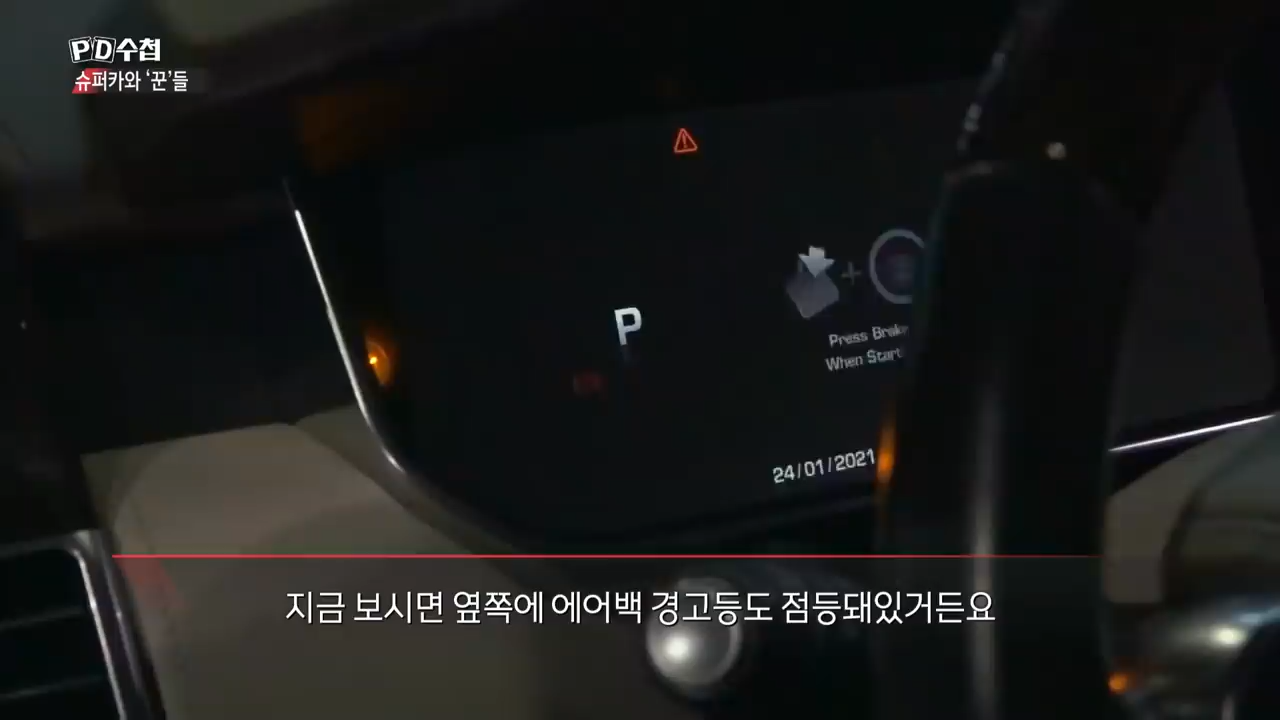 PD수첩
슈퍼카와 '꾼'들
P
Press
When Start
24/01/2021
지금 보시면 옆쪽에 에어백 경고등도 점등돼있거든요